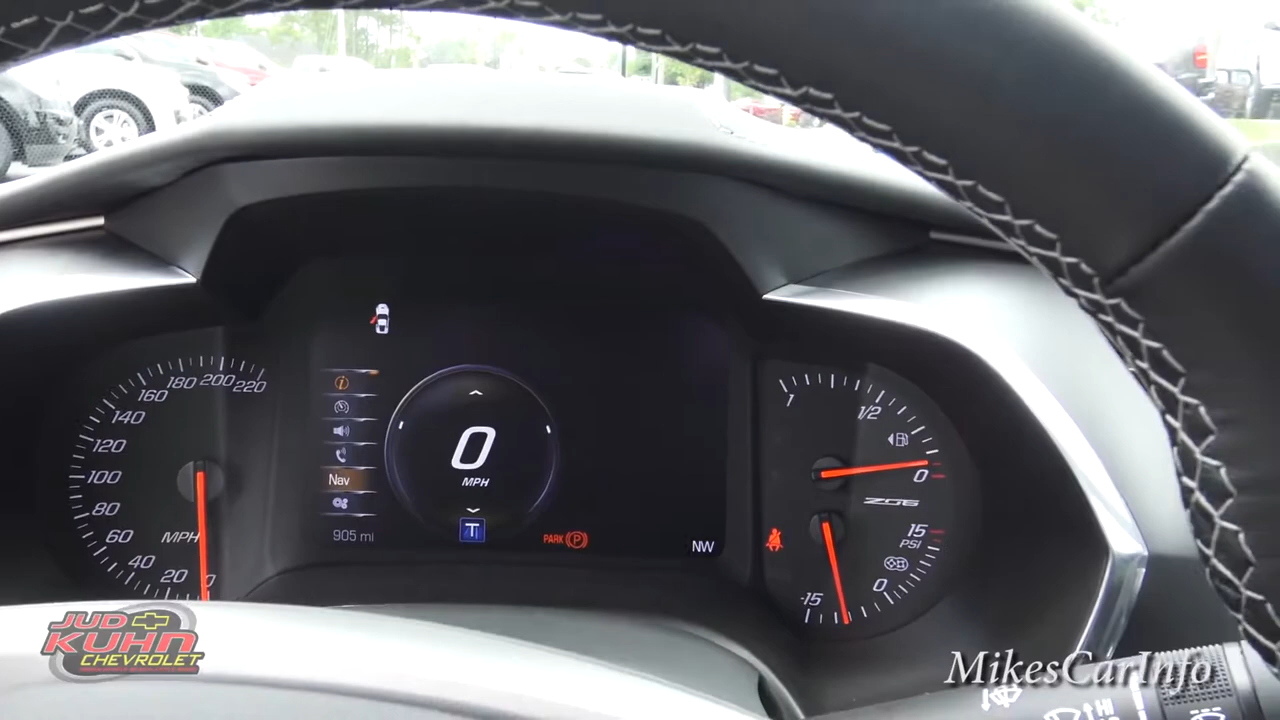 220
200
180
160
140
120
100
80
60
40
20
0
MPH
Nav
0
MPH
905 mi
T
PARK P
NW
1
1/2
0
Z06
15
PSI
0
-15
JUD
KUHN
CHEVROLET
MikesCarInfo
HI